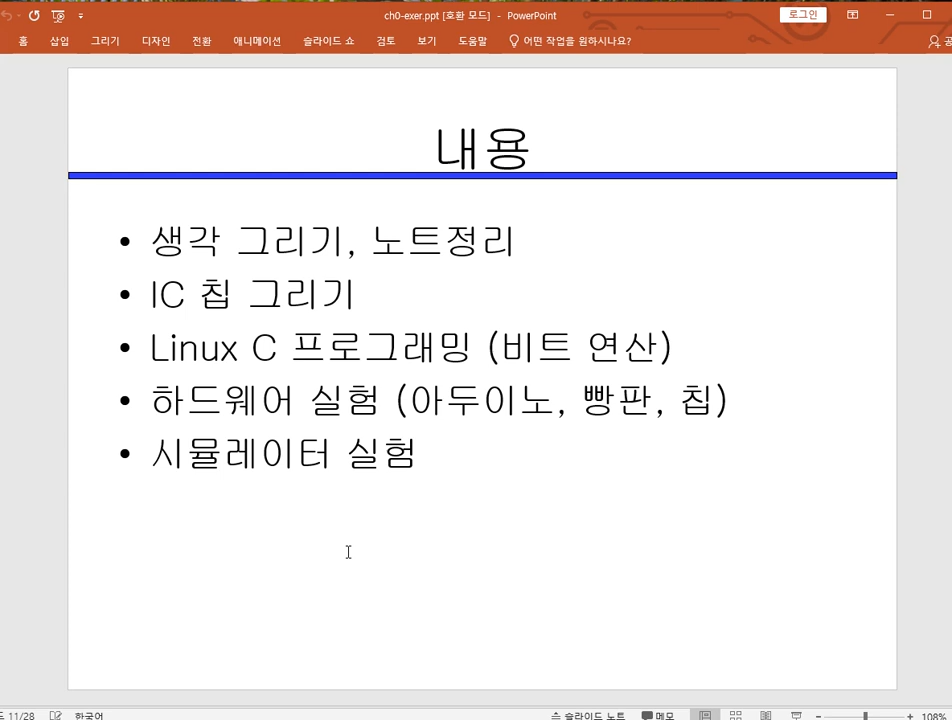 ch0-exer.ppt [호환 모드] - PowerPoint
로그인
홈 삽입 그리기 디자인 전환 애니메이션 슬라이드 쇼 검토 보기 도움말 어떤 작업을 원하시나요?
내용
• 생각 그리기, 노트정리
• IC 칩 그리기
• Linux C 프로그래밍 (비트 연산)
• 하드웨어 실험 (아두이노, 빵판, 칩)
• 시뮬레이터 실험
11/28 한국어 슬라이드 노트 메모 108%